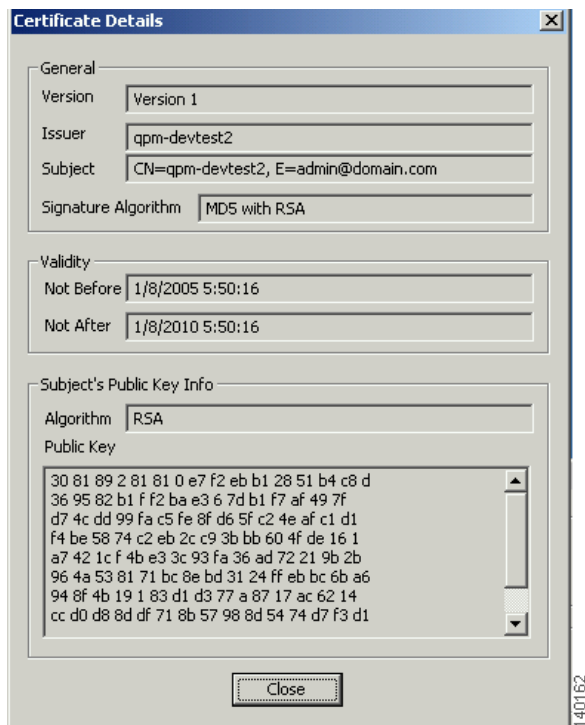 Certificate Details
General
Version
Version 1
Issuer
qpm-devtest2
Subject
CN=qpm-devtest2, E=admin@domain.com
Signature Algorithm
MD5 with RSA
Validity
Not Before
1/8/2005 5:50:16
Not After
1/8/2010 5:50:16
Subject's Public Key Info
Algorithm
RSA
Public Key
30 81 89 2 81 81 0 e7 f2 eb b1 28 51 b4 c8 d
36 95 82 b1 f f2 ba e3 6 7d b1 f7 af 49 7f
d7 4c dd 99 fa c5 fe 8f d6 5f c2 4e af c1 d1
f4 be 58 74 c2 eb 2c c9 3b bb 60 4f de 16 1
a7 42 1c f 4b e3 3c 93 fa 36 ad 72 21 9b 2b
96 4a 53 81 71 bc 8e bd 31 24 ff eb bc 6b a6
94 8f 4b 19 1 83 d1 d3 77 a 87 17 ac 62 14
cc d0 d8 8d df 71 8b 57 98 8d 54 74 d7 f3 d1
Close
140162